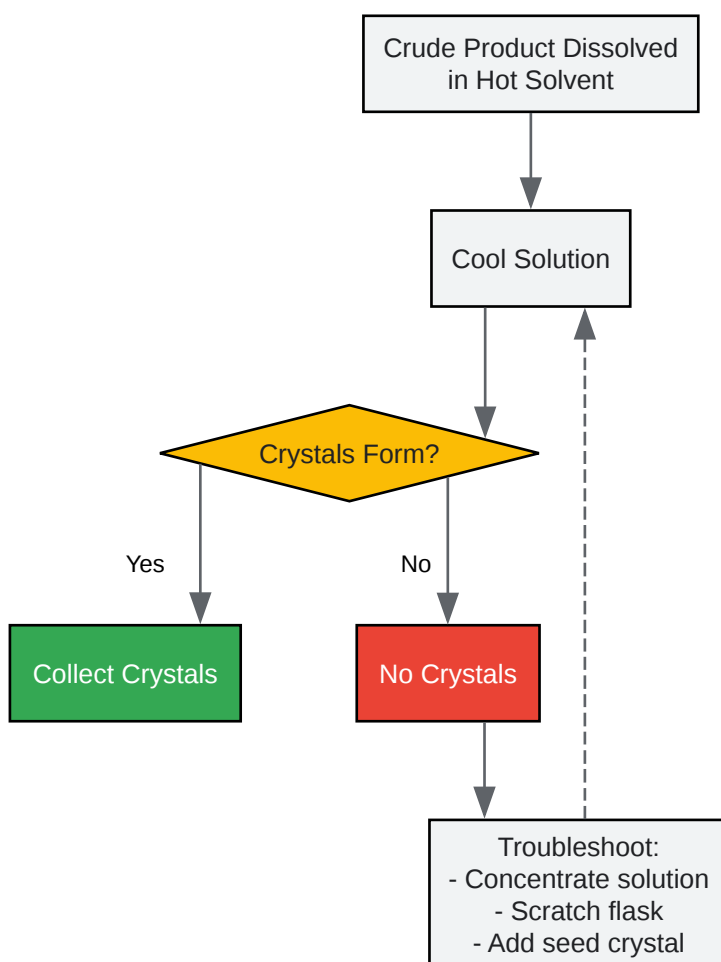 Crude Product Dissolved
in Hot Solvent
Cool Solution
Crystals Form?
Yes
No
Collect Crystals
No Crystals
Troubleshoot:
- Concentrate solution
- Scratch flask
- Add seed crystal